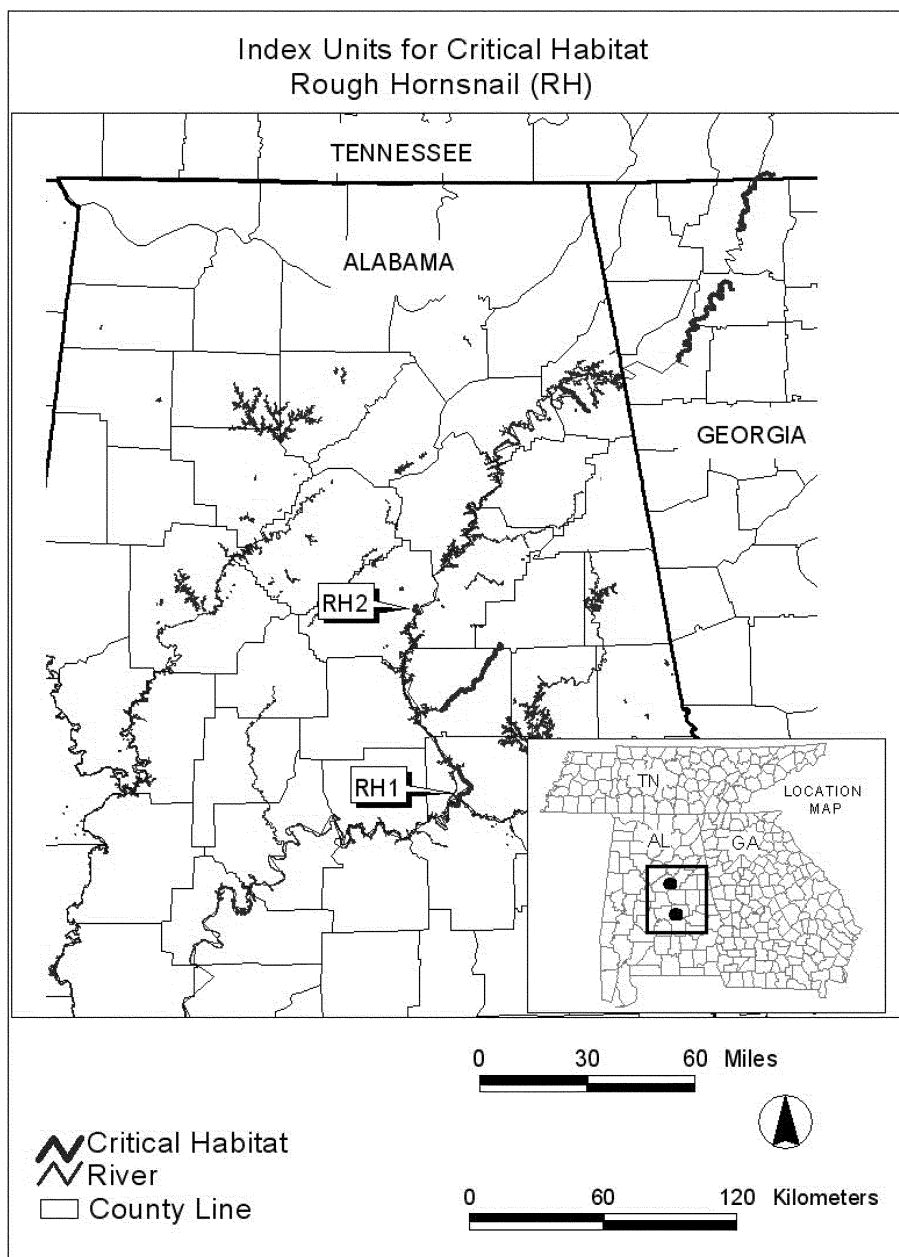 Index Units for Critical Habitat
Rough Hornsnail (RH)
TENNESSEE
ALABAMA
GEORGIA
RH2
RH1
TN
LOCATION
MAP
AL
GA
0 30 60 Miles
Critical Habitat
River
County Line
0 60 120 Kilometers